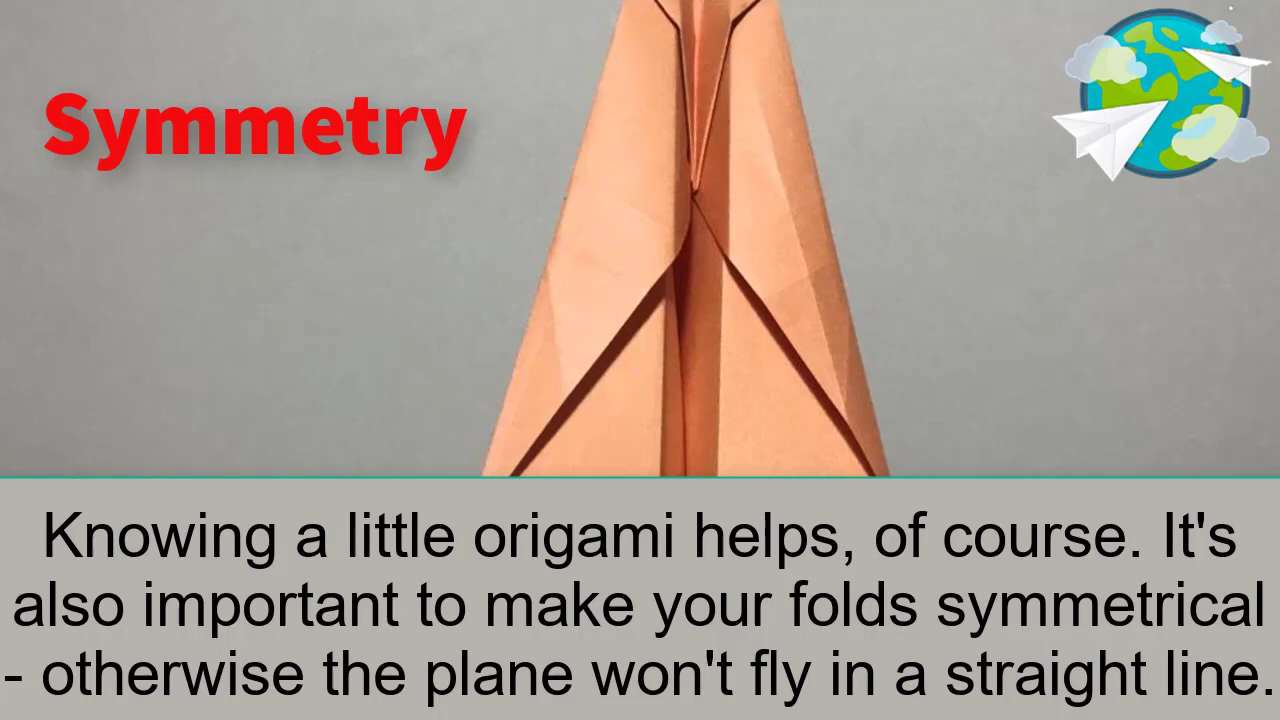 Symmetry
Knowing a little origami helps, of course. It's
also important to make your folds symmetrical
- otherwise the plane won't fly in a straight line.